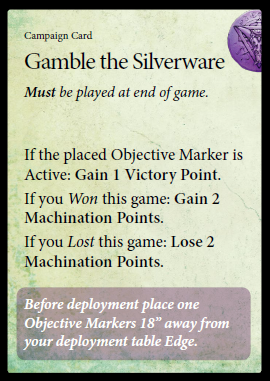 Campaign Card
Gamble the Silverware
Must be played at end of game.
If the placed Objective Marker is
Active: Gain 1 Victory Point.
If you Won this game: Gain 2
Machination Points.
If you Lost this game: Lose 2
Machination Points.
Before deployment place one
Objective Markers 18” away from
your deployment table Edge.